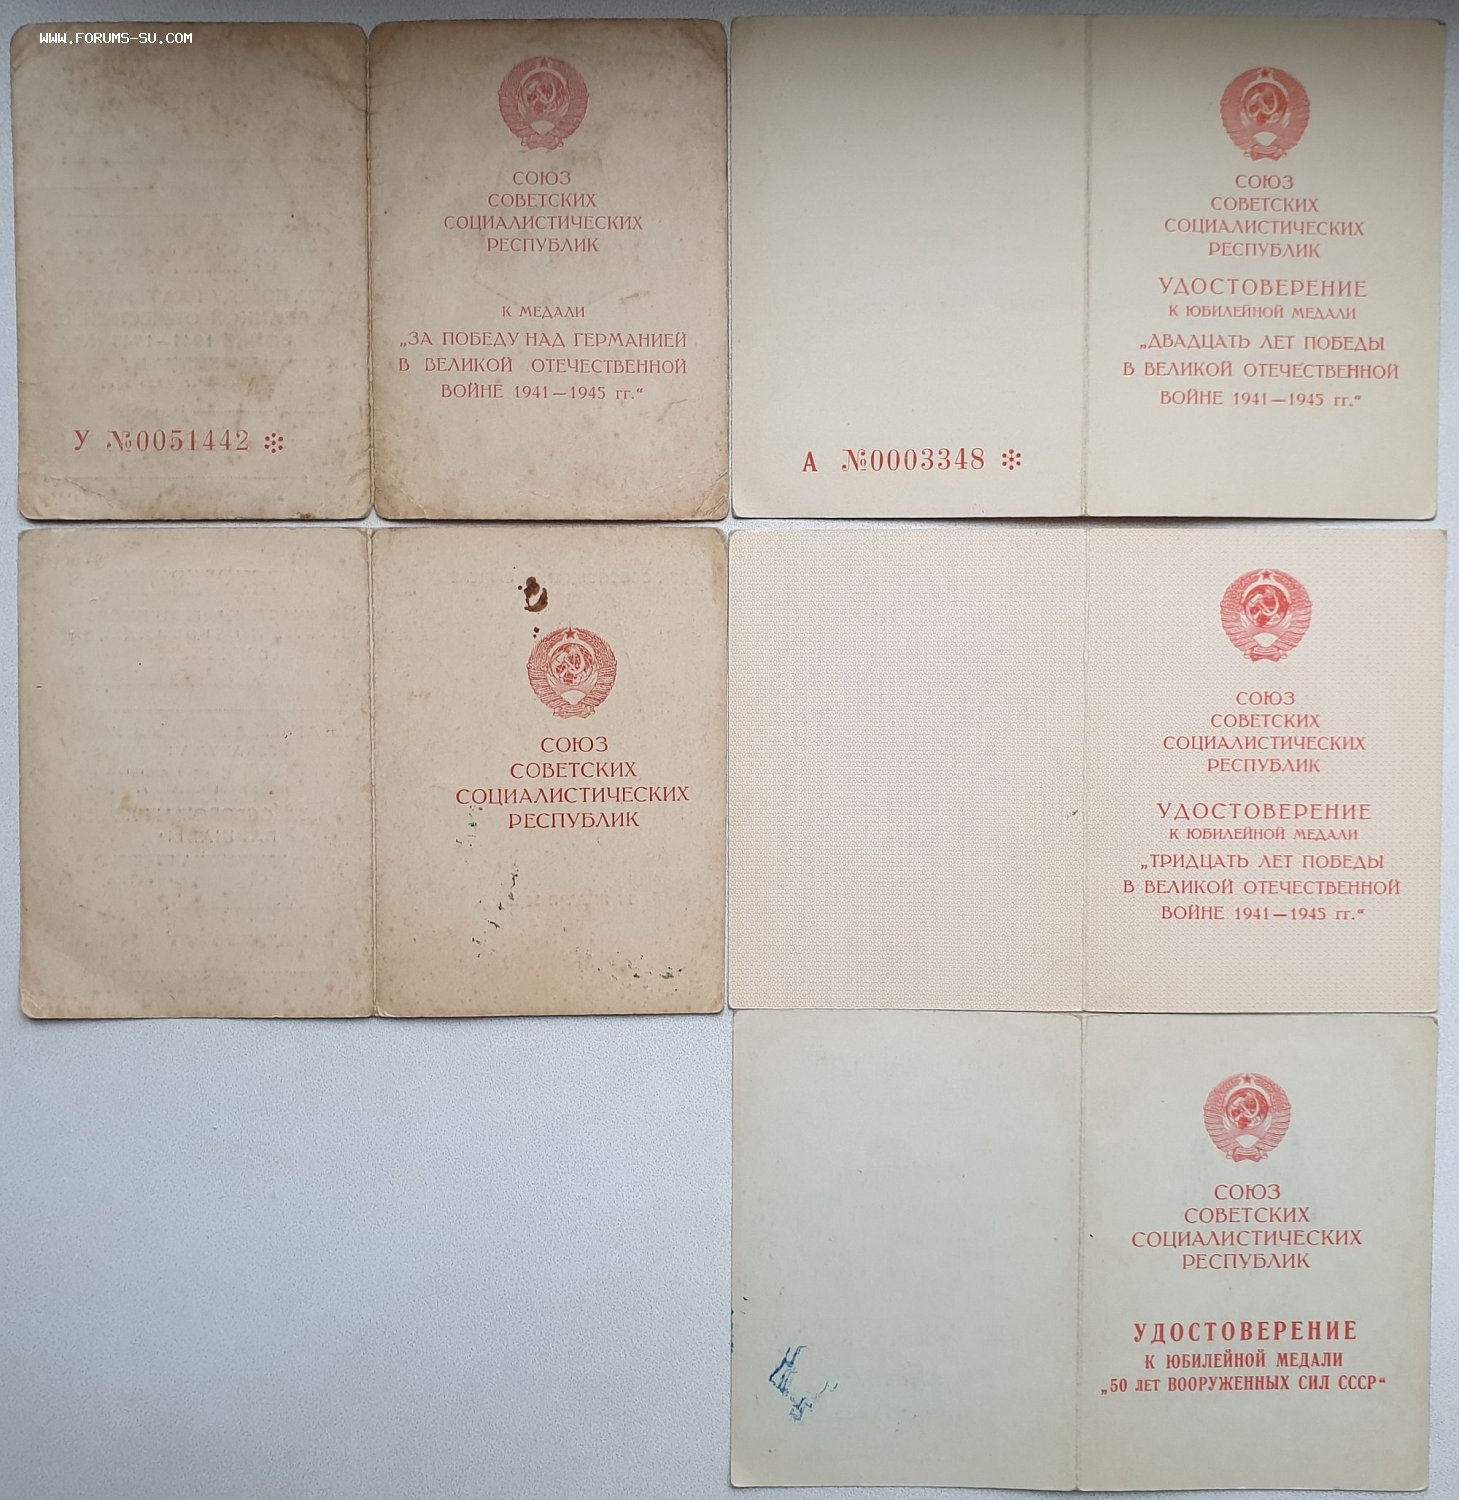 WWW.FORUMS-SU.COM
СОЮЗ
СОВЕТСКИХ
СОЦИАЛИСТИЧЕСКИХ
РЕСПУБЛИК
К МЕДАЛИ
„ЗА ПОБЕДУ НАД ГЕРМАНИЕЙ
В ВЕЛИКОЙ ОТЕЧЕСТВЕННОЙ
ВОЙНЕ 1941—1945 гг.“
У №0051442
СОЮЗ
СОВЕТСКИХ
СОЦИАЛИСТИЧЕСКИХ
РЕСПУБЛИК
УДОСТОВЕРЕНИЕ
К ЮБИЛЕЙНОЙ МЕДАЛИ
„ДВАДЦАТЬ ЛЕТ ПОБЕДЫ
В ВЕЛИКОЙ ОТЕЧЕСТВЕННОЙ
ВОЙНЕ 1941—1945 гг.“
А №0003348
СОЮЗ
СОВЕТСКИХ
СОЦИАЛИСТИЧЕСКИХ
РЕСПУБЛИК
СОЮЗ
СОВЕТСКИХ
СОЦИАЛИСТИЧЕСКИХ
РЕСПУБЛИК
УДОСТОВЕРЕНИЕ
К ЮБИЛЕЙНОЙ МЕДАЛИ
„ТРИДЦАТЬ ЛЕТ ПОБЕДЫ
В ВЕЛИКОЙ ОТЕЧЕСТВЕННОЙ
ВОЙНЕ 1941—1945 гг.“
СОЮЗ
СОВЕТСКИХ
СОЦИАЛИСТИЧЕСКИХ
РЕСПУБЛИК
УДОСТОВЕРЕНИЕ
К ЮБИЛЕЙНОЙ МЕДАЛИ
„50 ЛЕТ ВООРУЖЕННЫХ СИЛ СССР“